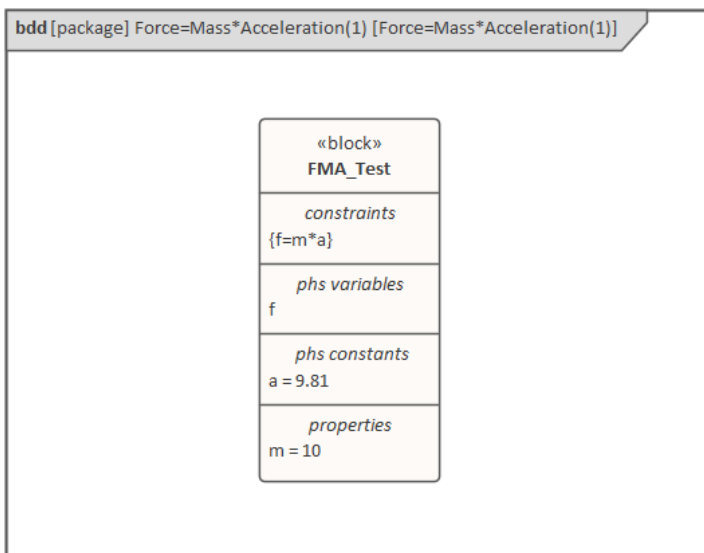 bdd [package] Force=Mass*Acceleration(1) [Force=Mass*Acceleration(1)]
«block»
FMA_Test
constraints
{f=m*a}
phs variables
f
phs constants
a = 9.81
properties
m = 10